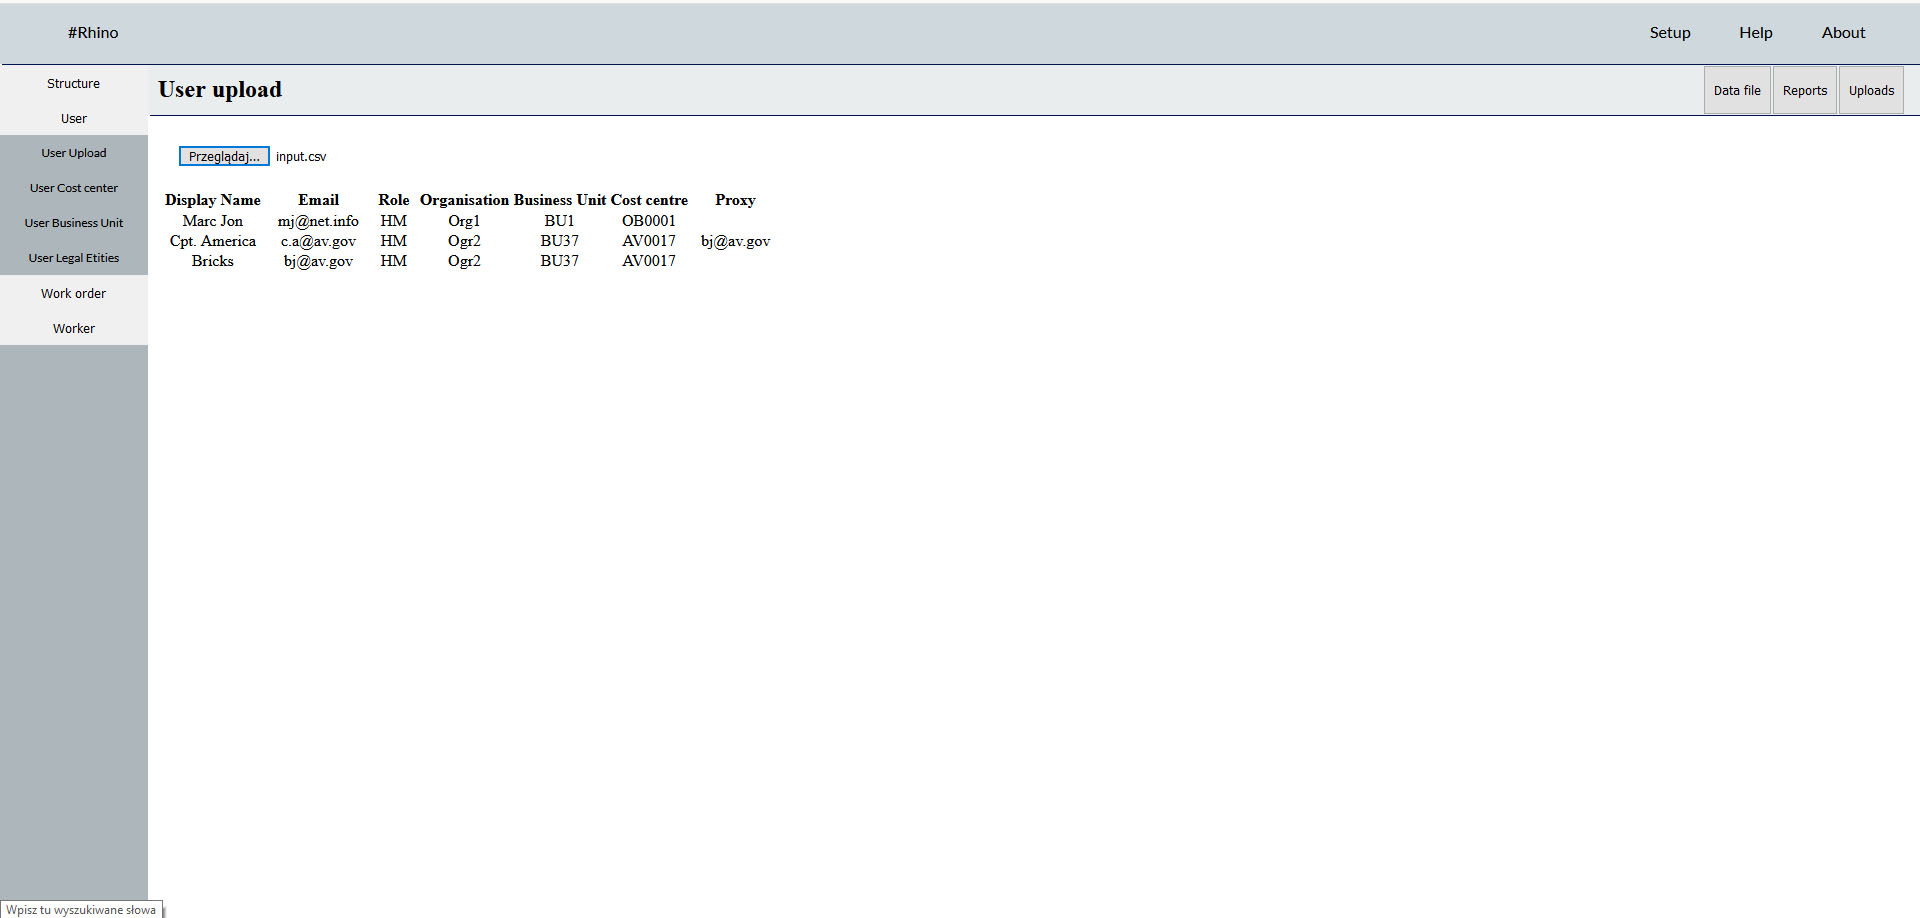 #Rhino Setup Help About
Structure
User
User Upload
User Cost center
User Business Unit
User Legal Etities
Work order
Worker
User upload Data file Reports Uploads
Przeglądaj... input.csv
Display Name Email Role Organisation Business Unit Cost centre Proxy
Marc Jon mj@net.info HM Org1 BU1 OB0001
Cpt. America c.a@av.gov HM Ogr2 BU37 AV0017 bj@av.gov
Bricks bj@av.gov HM Ogr2 BU37 AV0017
Wpisz tu wyszukiwane słowa